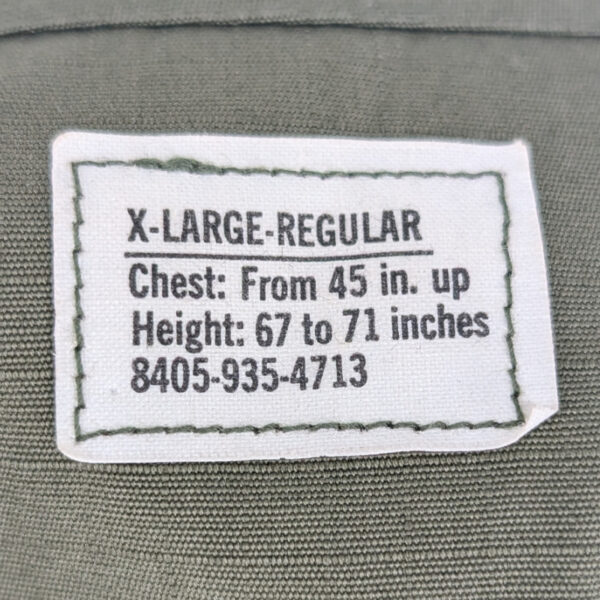 X-LARGE-REGULAR
Chest: From 45 in. up
Height: 67 to 71 inches
8405-935-4713